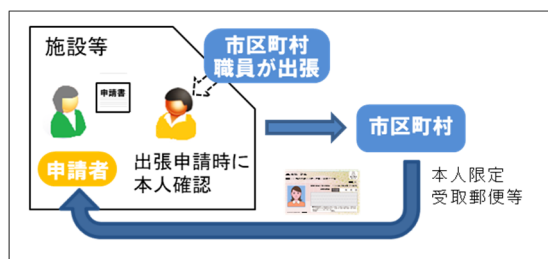 施設等
市区町村
職員が出張
申請書
申請者
出張申請時に
本人確認
市区町村
本人限定
受取郵便等